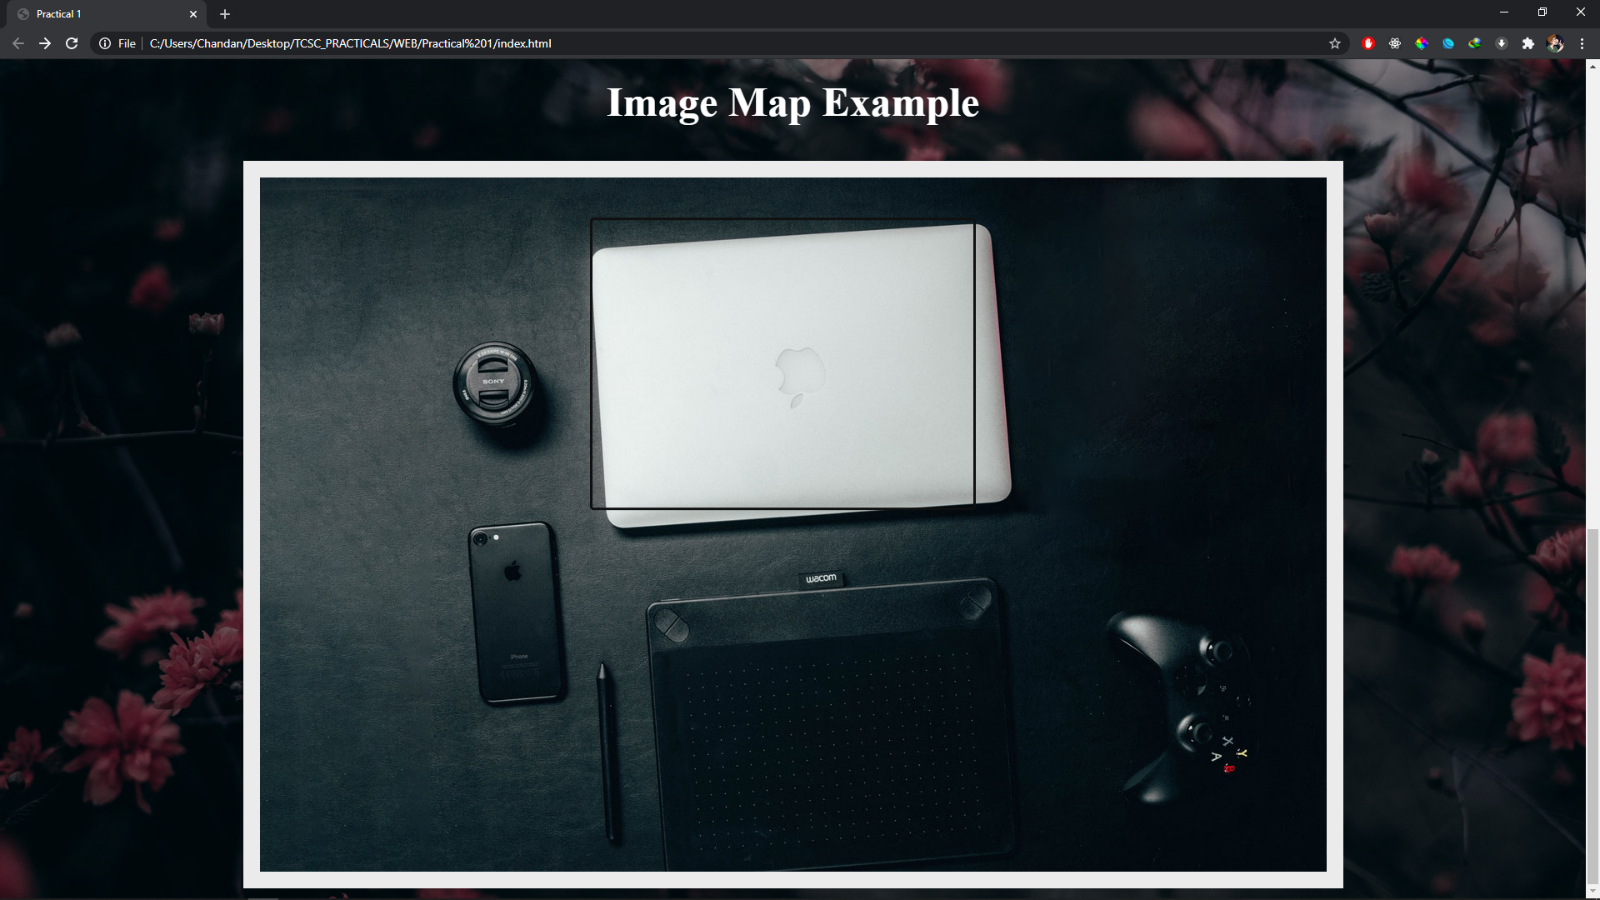 Practical 1
File
C:/Users/Chandan/Desktop/TCSC_PRACTICALS/WEB/Practical%201/index.html
Image Map Example
SONY
wacom
iPhone
X
Y
A